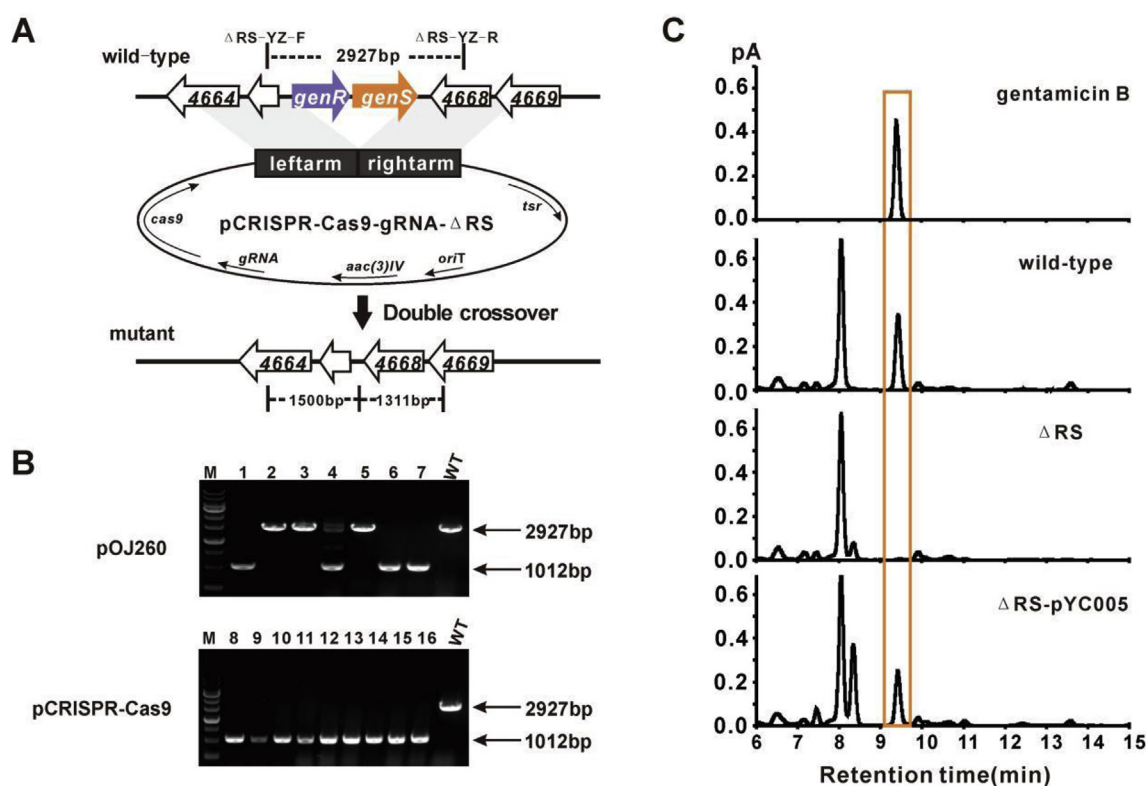 A
wild-type
ΔRS-YZ-F
2927bp
ΔRS-YZ-R
4664
genR
genS
4668
4669
leftarm
rightarm
cas9
pCRISPR-Cas9-gRNA-ΔRS
tsr
gRNA
aac(3)IV
oriT
Double crossover
mutant
4664
4668
4669
1500bp
1311bp
B
M 1 2 3 4 5 6 7 WT
pOJ260
2927bp
1012bp
M 8 9 10 11 12 13 14 15 16 WT
pCRISPR-Cas9
2927bp
1012bp
C
pA
gentamicin B
0.6
0.4
0.2
0.0
wild-type
0.6
0.4
0.2
0.0
ΔRS
0.6
0.4
0.2
0.0
ΔRS-pYC005
0.6
0.4
0.2
0.0
6 7 8 9 10 11 12 13 14 15
Retention time(min)